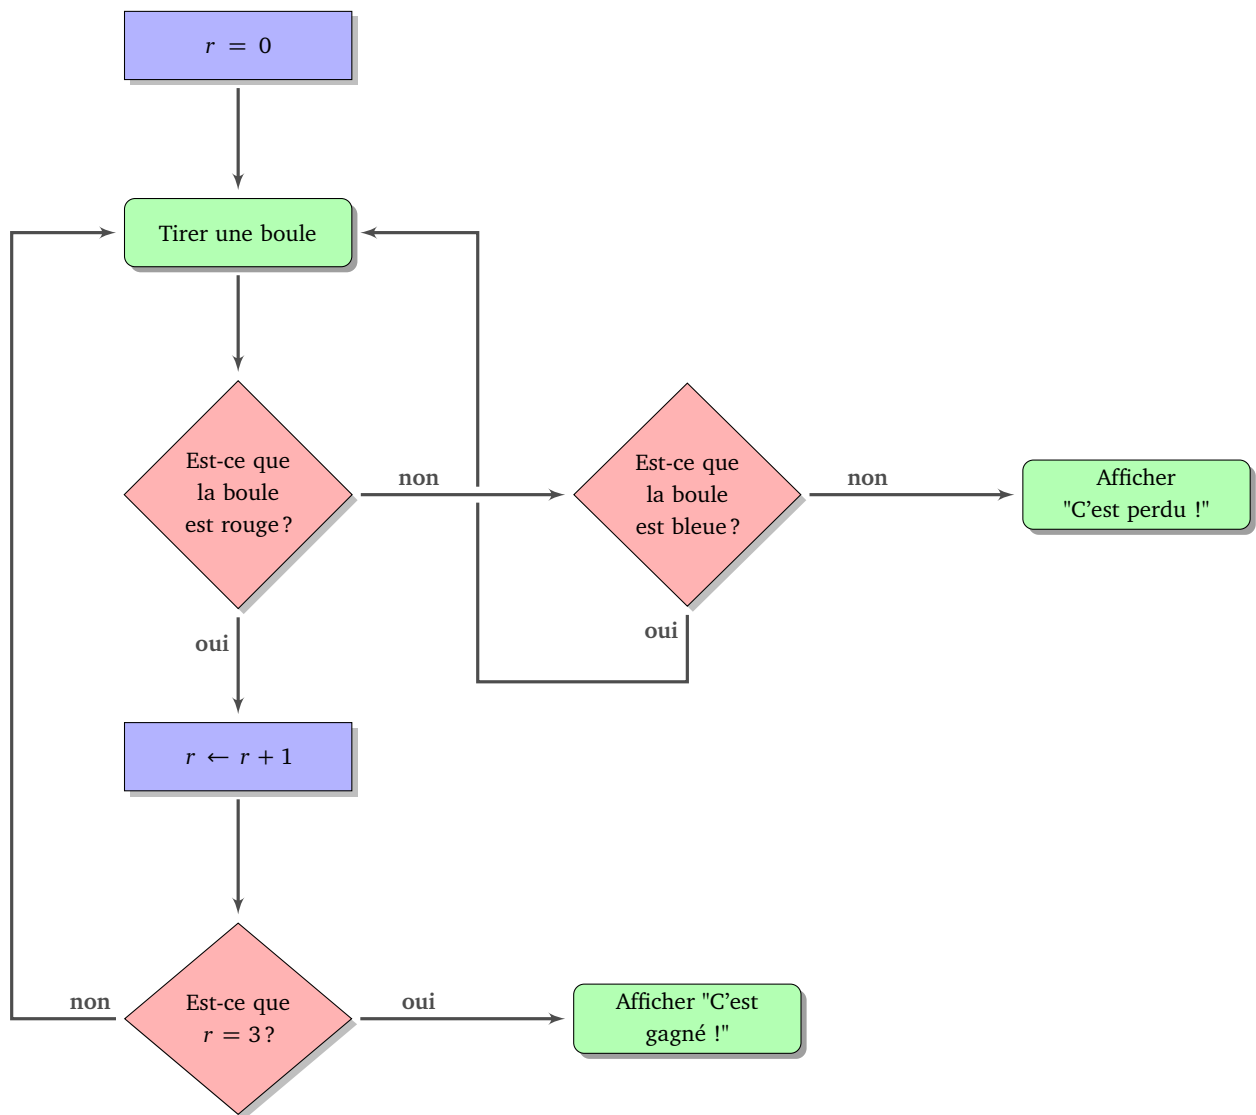 r = 0
Tirer une boule
Est-ce que
la boule
est rouge ?
non
Est-ce que
la boule
est bleue ?
non
Afficher
"C'est perdu !"
oui
oui
r ← r + 1
non
Est-ce que
r = 3 ?
oui
Afficher "C'est
gagné !"